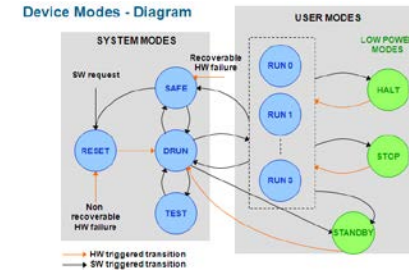 Device Modes - Diagram
SYSTEM MODES
USER MODES
LOW POWER
MODES
Recoverable
HW failure
SW request
SAFE
RESET
DRUN
TEST
Non
recoverable
HW failure
RUN 0
RUN 1
RUN 3
HALT
STOP
STANDBY
HW triggered transition
SW triggered transition